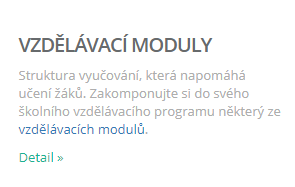 VZDĚLÁVACÍ MODULY
Struktura vyučování, která napomáhá
učení žáků. Zakomponujte si do svého
školního vzdělávacího programu některý ze
vzdělávacích modulů.
Detail »